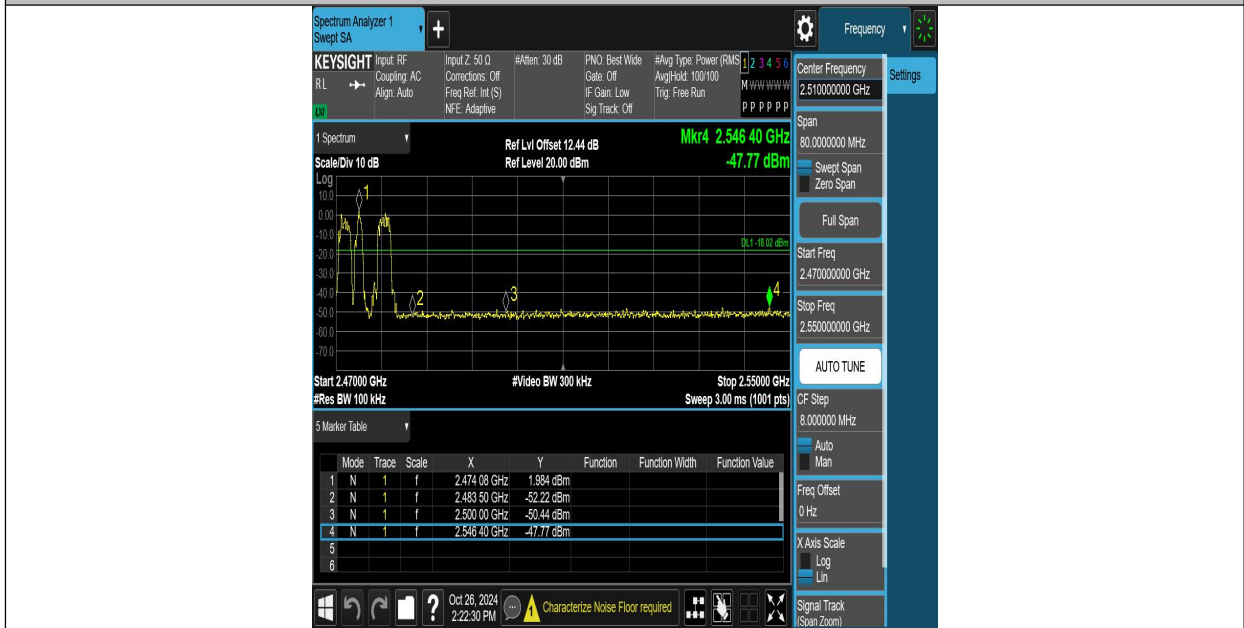 Spectrum Analyzer 1
Swept SA
+
Frequency
KEYSIGHT
RL
LXI
Input: RF
Coupling: AC
Align: Auto
Input Z: 50 Ω
Corrections: Off
Freq Ref: Int (S)
NFE: Adaptive
#Atten: 30 dB
PNO: Best Wide
Gate: Off
IF Gain: Low
Sig Track: Off
#Avg Type: Power (RMS
Avg|Hold: 100/100
Trig: Free Run
1 2 3 4 5 6
M W W W W W
P P P P P P
Center Frequency
2.510000000 GHz
Settings
Span
80.0000000 MHz
Swept Span
Zero Span
Full Span
Start Freq
2.470000000 GHz
Stop Freq
2.550000000 GHz
AUTO TUNE
CF Step
8.000000 MHz
Auto
Man
Freq Offset
0 Hz
X Axis Scale
Log
Lin
Signal Track
(Span Zoom)
1 Spectrum
Scale/Div 10 dB
Ref Lvl Offset 12.44 dB
Ref Level 20.00 dBm
Mkr4 2.546 40 GHz
-47.77 dBm
Log
10.0
0.00
-10.0
-20.0
-30.0
-40.0
-50.0
-60.0
-70.0
1
2
3
4
DL1 -18.02 dBm
Start 2.47000 GHz
#Res BW 100 kHz
#Video BW 300 kHz
Stop 2.55000 GHz
Sweep 3.00 ms (1001 pts)
5 Marker Table
Mode Trace Scale X Y Function Function Width Function Value
1 N 1 f 2.474 08 GHz 1.984 dBm
2 N 1 f 2.483 50 GHz -52.22 dBm
3 N 1 f 2.500 00 GHz -50.44 dBm
4 N 1 f 2.546 40 GHz -47.77 dBm
5
6
?
Oct 26, 2024
2:22:30 PM
Characterize Noise Floor required